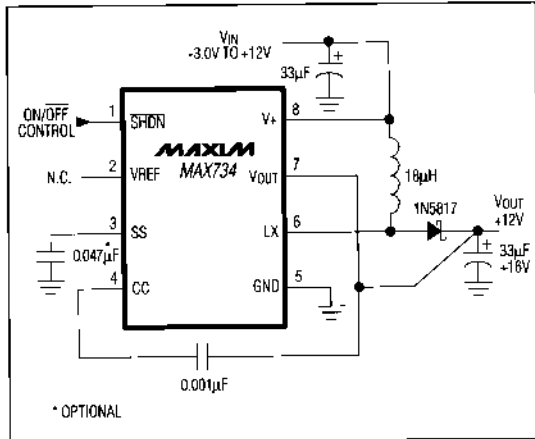 VIN
-3.0V TO +12V
33µF
+
ON/OFF
CONTROL
1
SHDN
V+
8
MAXIM
MAX734
N.C.
2
VREF
VOUT
7
18µH
1N5817
VOUT
+12V
3
SS
LX
6
0.047µF
*
+
33µF
+16V
4
CC
GND
5
0.001µF
* OPTIONAL